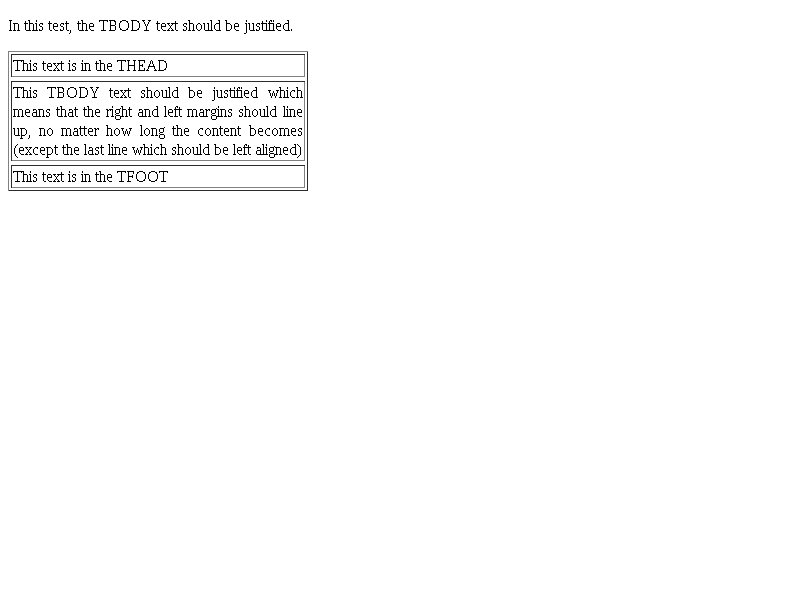 In this test, the TBODY text should be justified.
This text is in the THEAD
This TBODY text should be justified which
means that the right and left margins should line
up, no matter how long the content becomes
(except the last line which should be left aligned)
This text is in the TFOOT